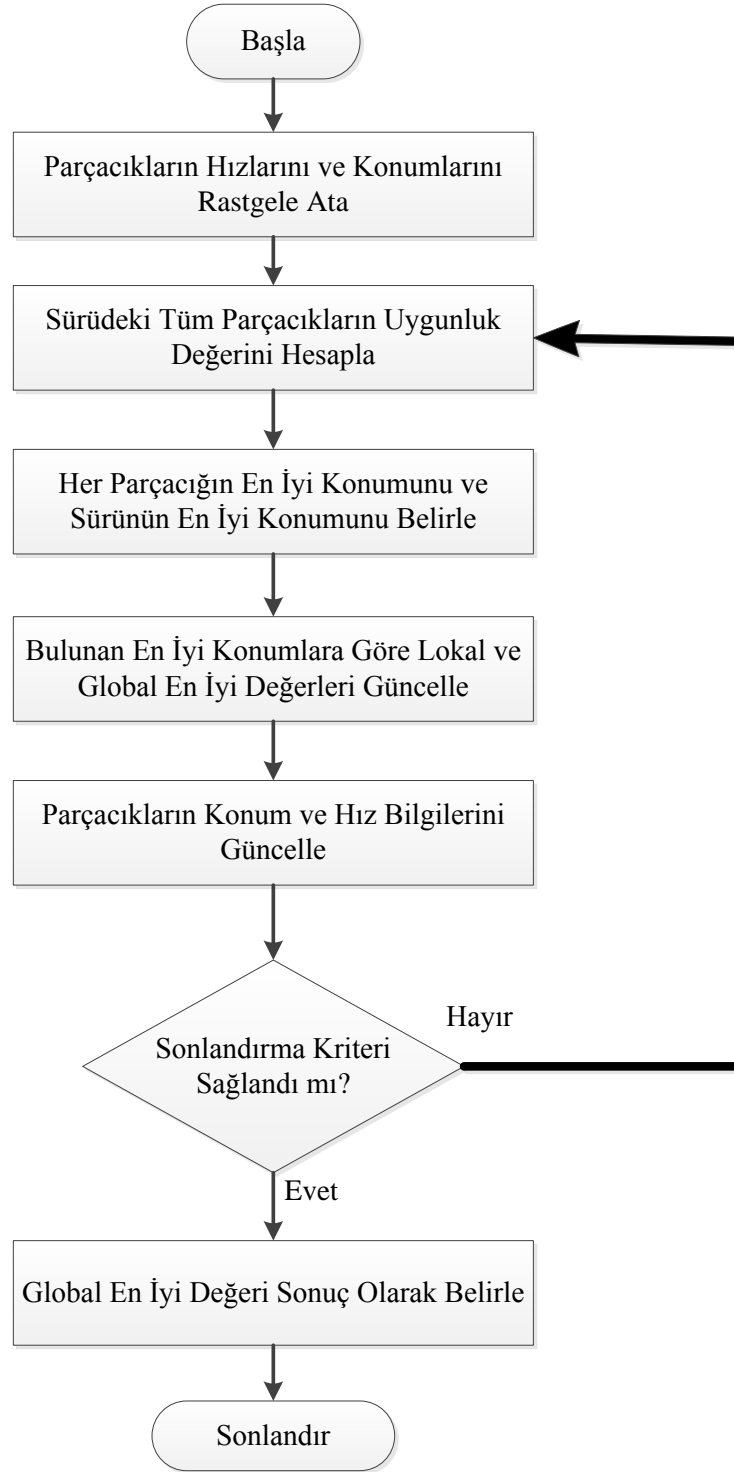 Başla
Parçacıkların Hızlarını ve Konumlarını
Rastgele Ata
Sürüdeki Tüm Parçacıkların Uygunluk
Değerini Hesapla
Her Parçacığın En İyi Konumunu ve
Sürünün En İyi Konumunu Belirle
Bulunan En İyi Konumlara Göre Lokal ve
Global En İyi Değerleri Güncelle
Parçacıkların Konum ve Hız Bilgilerini
Güncelle
Hayır
Sonlandırma Kriteri
Sağlandı mı?
Evet
Global En İyi Değeri Sonuç Olarak Belirle
Sonlandır